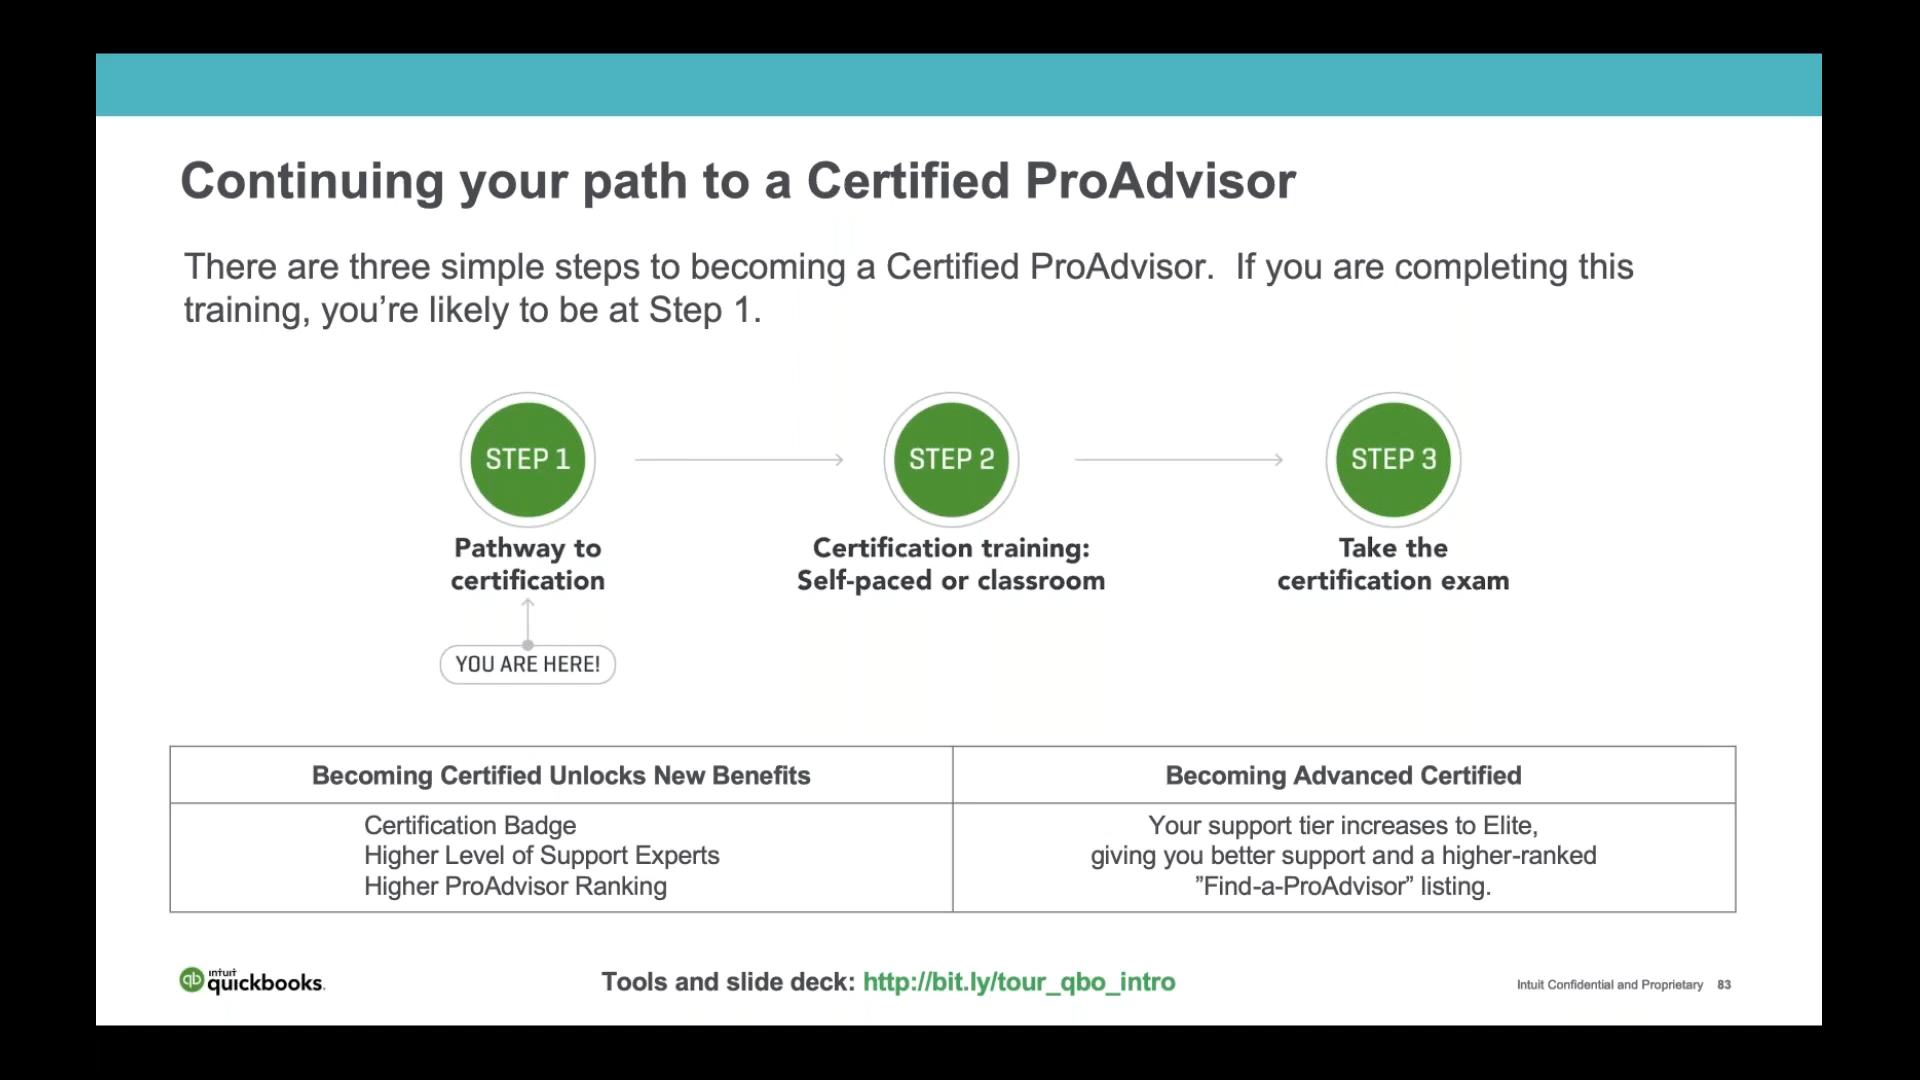 Continuing your path to a Certified ProAdvisor
There are three simple steps to becoming a Certified ProAdvisor.  If you are completing this
training, you’re likely to be at Step 1.
STEP 1
STEP 2
STEP 3
Pathway to
certification
Certification training:
Self-paced or classroom
Take the
certification exam
YOU ARE HERE!
Becoming Certified Unlocks New Benefits
Certification Badge
Higher Level of Support Experts
Higher ProAdvisor Ranking
Becoming Advanced Certified
Your support tier increases to Elite,
giving you better support and a higher-ranked
”Find-a-ProAdvisor” listing.
qb intuit quickbooks.
Tools and slide deck: http://bit.ly/tour_qbo_intro
Intuit Confidential and Proprietary 83